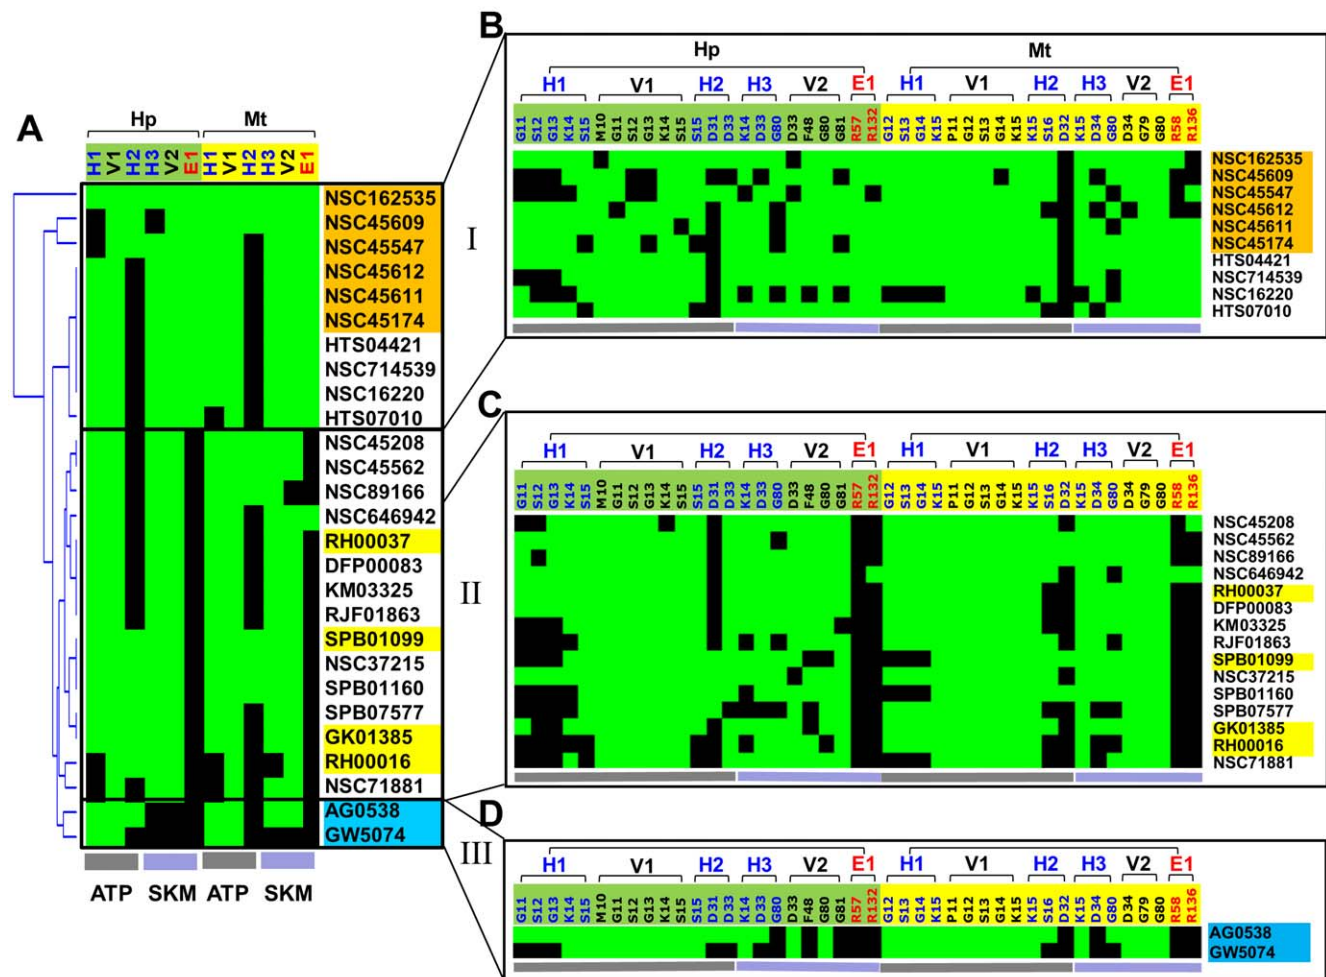 A
Hp Mt
H1 V1 H2 H3 V2 E1 H1 V1 H2 H3 V2 E1
NSC162535
NSC45609
NSC45547
NSC45612
NSC45611
NSC45174
HTS04421
NSC714539
NSC16220
HTS07010
NSC45208
NSC45562
NSC89166
NSC646942
RH00037
DFP00083
KM03325
RJF01863
SPB01099
NSC37215
SPB01160
SPB07577
GK01385
RH00016
NSC71881
AG0538
GW5074
ATP SKM ATP SKM
I
II
III
B
Hp Mt
H1 V1 H2 H3 V2 E1 H1 V1 H2 H3 V2 E1
G11 S12 G13 K14 S15 M10 G11 S12 G13 K14 S15 S15 D31 D33 K14 D33 G80 D33 F48 G80 G81 R57 R132 G12 S13 G14 K15 P11 G12 S13 G14 K15 K15 S16 D32 K15 D34 G80 D34 G79 G80 R58 R136
NSC162535
NSC45609
NSC45547
NSC45612
NSC45611
NSC45174
HTS04421
NSC714539
NSC16220
HTS07010
C
H1 V1 H2 H3 V2 E1 H1 V1 H2 H3 V2 E1
G11 S12 G13 K14 S15 M10 G11 S12 G13 K14 S15 S15 D31 D33 K14 D33 G80 D33 F48 G80 G81 R57 R132 G12 S13 G14 K15 P11 G12 S13 G14 K15 K15 S16 D32 K15 D34 G80 D34 G79 G80 R58 R136
NSC45208
NSC45562
NSC89166
NSC646942
RH00037
DFP00083
KM03325
RJF01863
SPB01099
NSC37215
SPB01160
SPB07577
GK01385
RH00016
NSC71881
D
H1 V1 H2 H3 V2 E1 H1 V1 H2 H3 V2 E1
G11 S12 G13 K14 S15 M10 G11 S12 G13 K14 S15 S15 D31 D33 K14 D33 G80 D33 F48 G80 G81 R57 R132 G12 S13 G14 K15 P11 G12 S13 G14 K15 K15 S16 D32 K15 D34 G80 D34 G79 G80 R58 R136
AG0538
GW5074